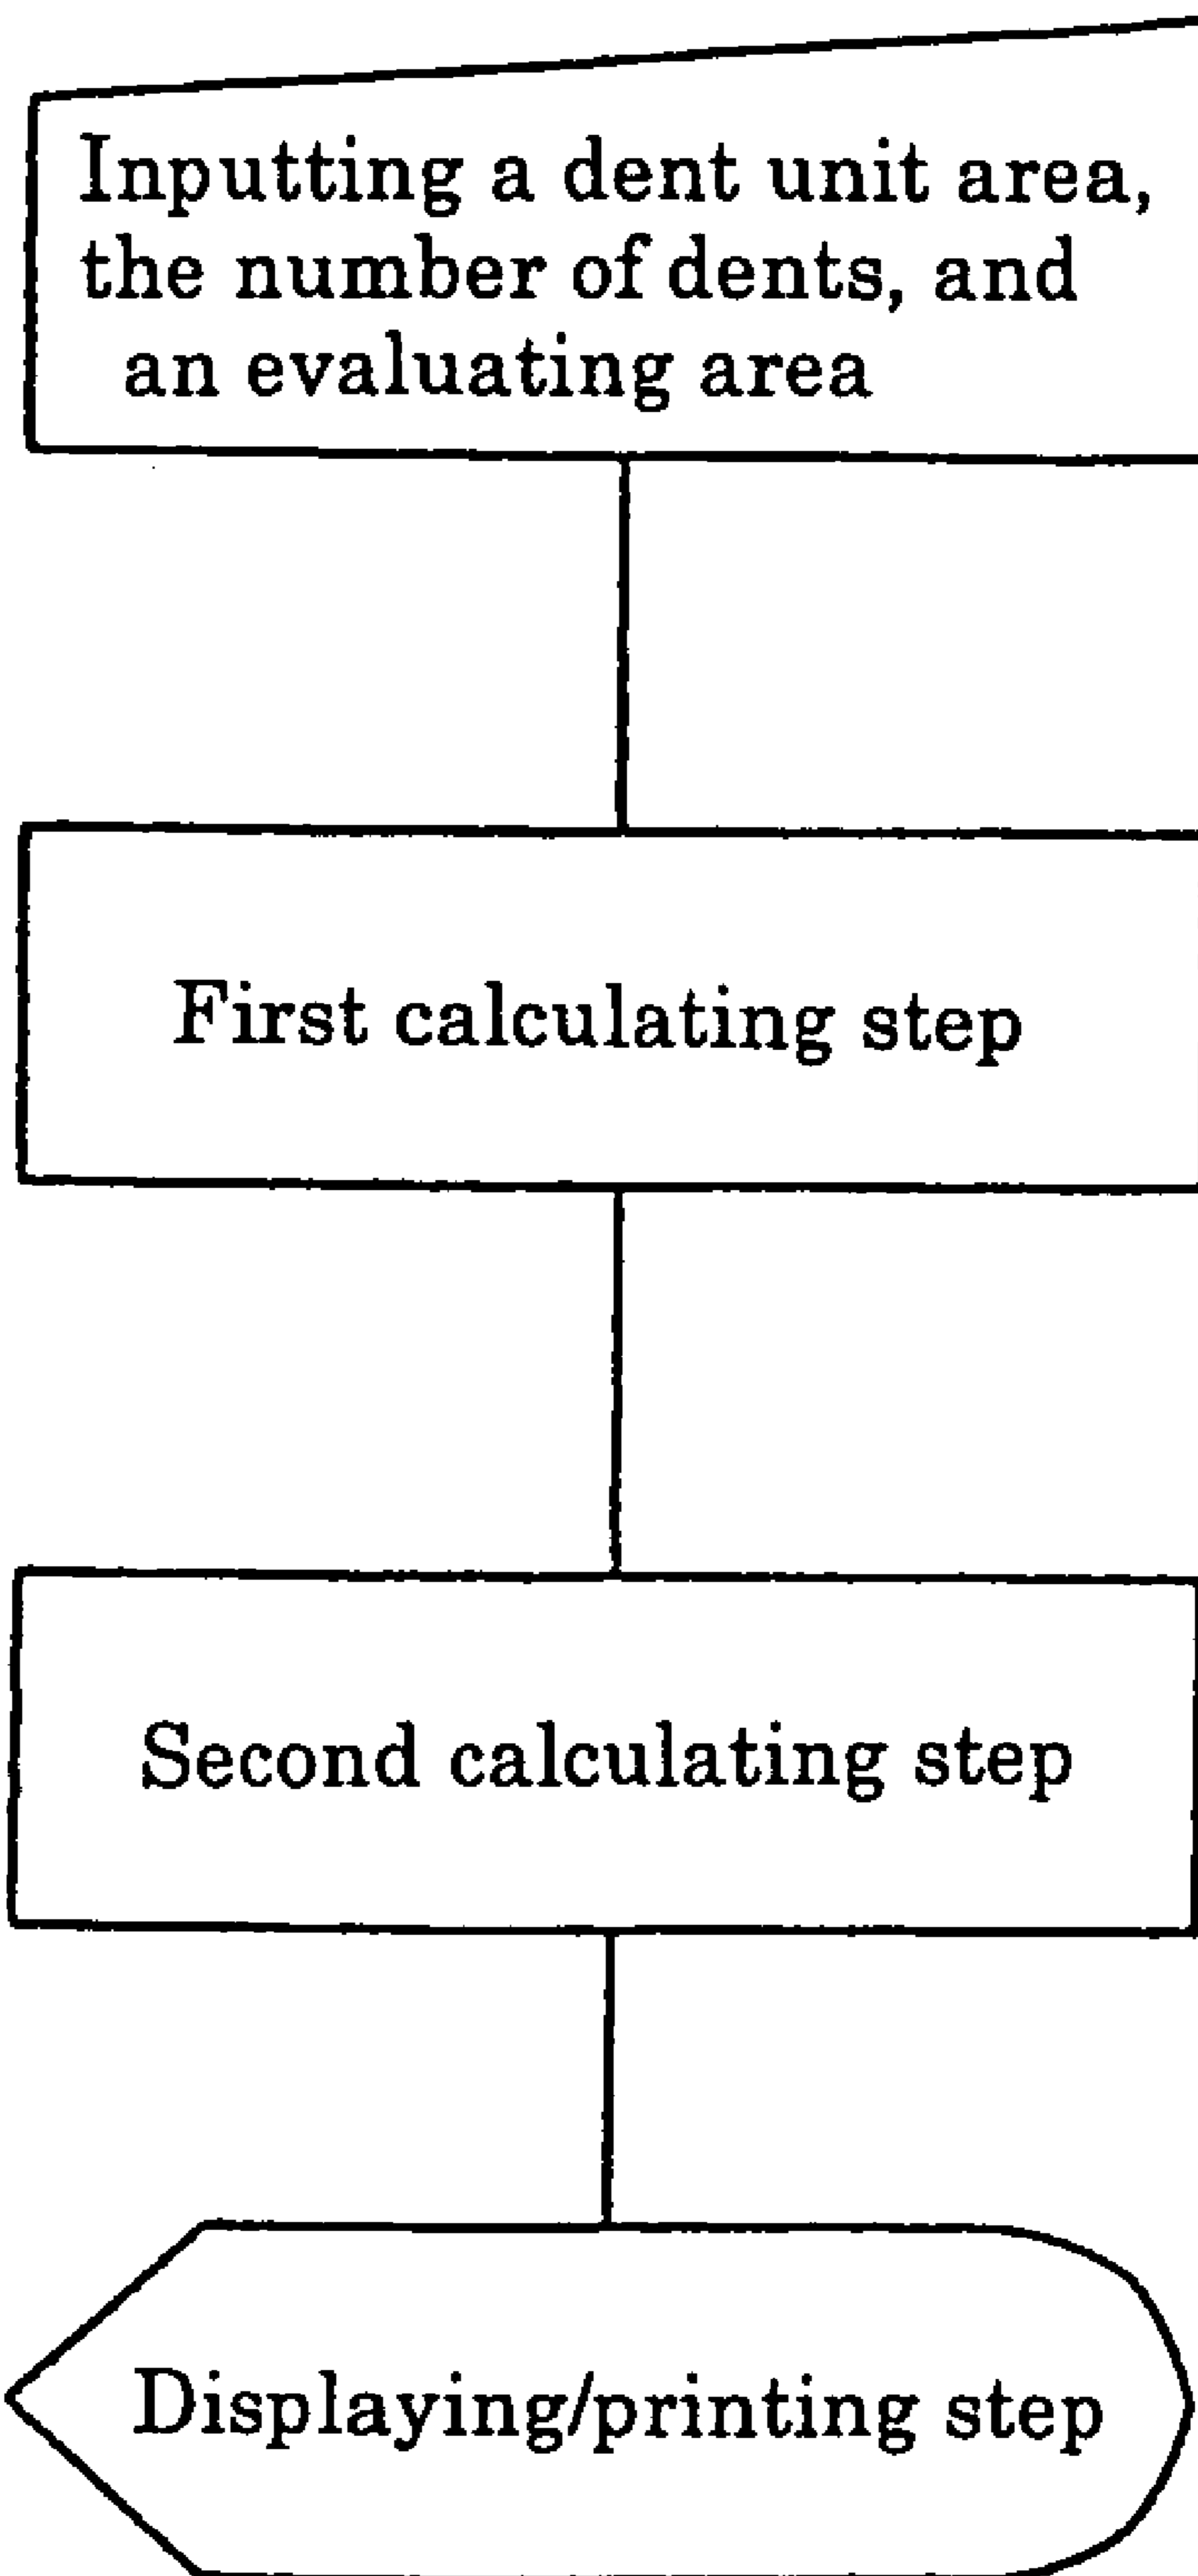 Inputting a dent unit area,
the number of dents, and
an evaluating area
First calculating step
Second calculating step
Displaying/printing step